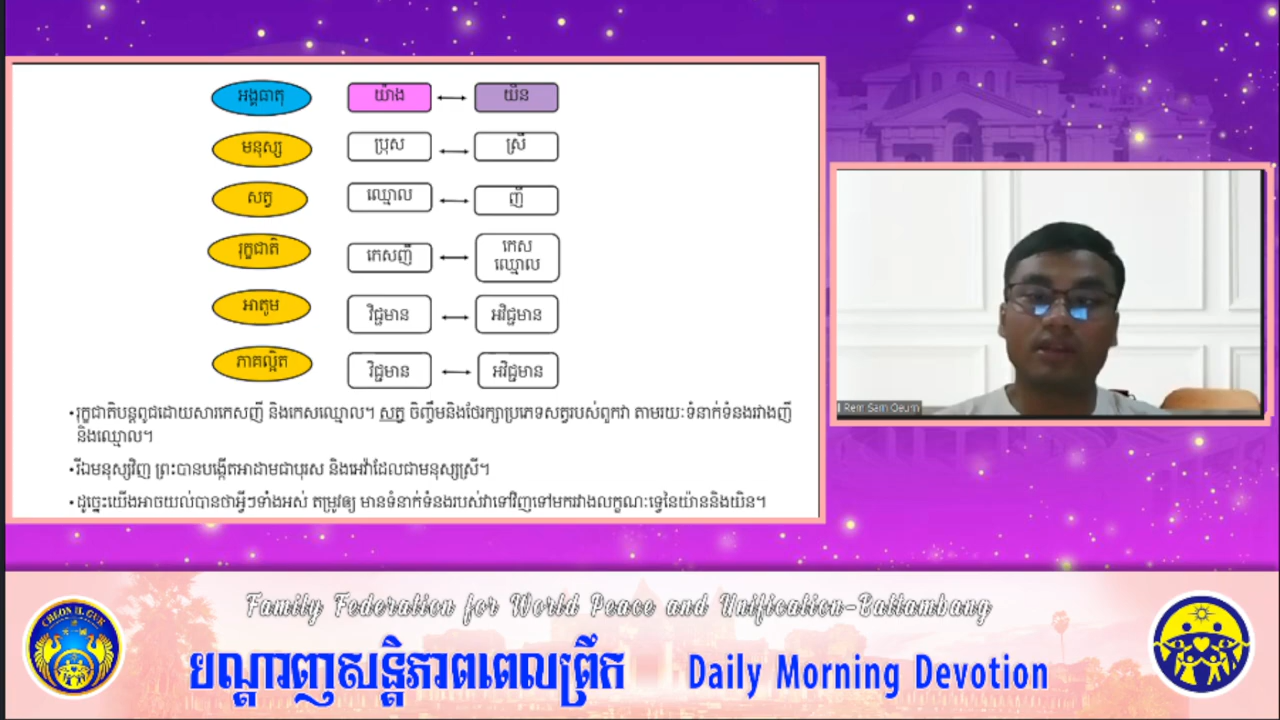 អង្គធាតុ
យ៉ាង
យិន
មនុស្ស
ប្រុស
ស្រី
សត្វ
ឈ្មោល
ញី
រុក្ខជាតិ
កេសញី
កេស
ឈ្មោល
អាតូម
វិជ្ជមាន
អវិជ្ជមាន
ភាគល្អិត
វិជ្ជមាន
អវិជ្ជមាន
•រុក្ខជាតិបន្តពូជដោយសារកេសញី និងកេសឈ្មោល។ សត្វ ចិញ្ចឹមនិងថែរក្សាប្រភេទសត្វរបស់ពួកវា តាមរយៈទំនាក់ទំនងរវាងញី
និងឈ្មោល។
•រីឯមនុស្សវិញ ព្រះបានបង្កើតអាដាមជាបុរស និងអេវ៉ាដែលជាមនុស្សស្រី។
•ដូច្នេះយើងអាចយល់បានថាអ្វីៗទាំងអស់ តម្រូវឲ្យ មានទំនាក់ទំនងរបស់វាទៅវិញទៅមករវាងលក្ខណៈទ្វេនៃយ៉ាននិងយិន។
Rem Sam Oeurn
Family Federation for World Peace and Unification-Battambang
CHEON IL GUK
បណ្តាញសន្តិភាពពេលព្រឹក
Daily Morning Devotion